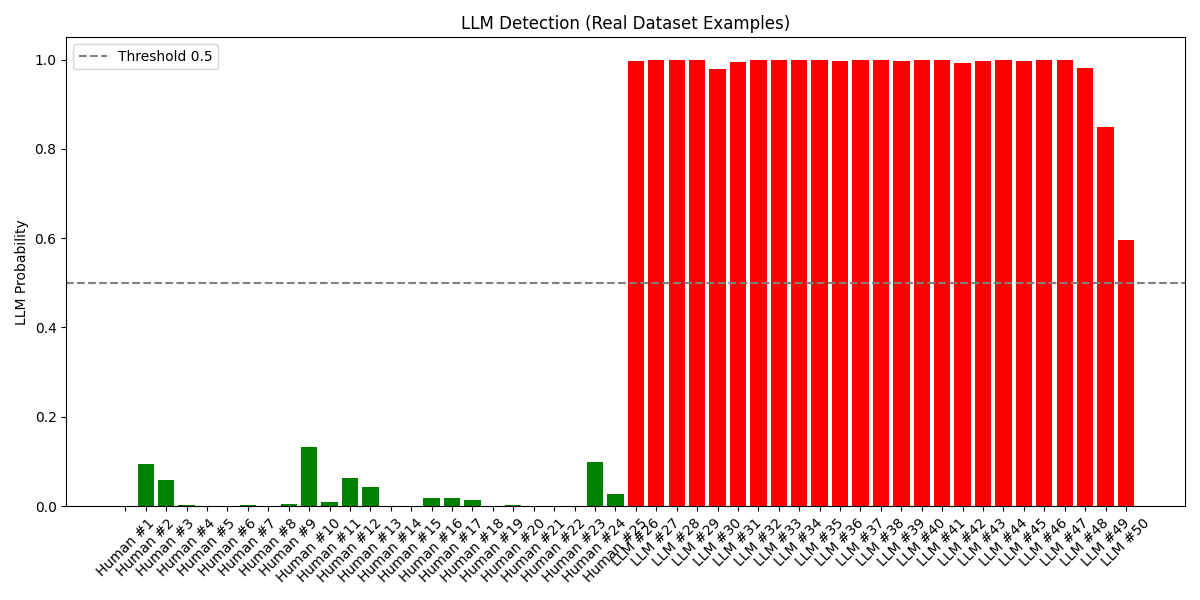 LLM Detection (Real Dataset Examples)
Threshold 0.5
1.0
0.8
0.6
0.4
0.2
0.0
LLM Probability
Human #1
Human #2
Human #3
Human #4
Human #5
Human #6
Human #7
Human #8
Human #9
Human #10
Human #11
Human #12
Human #13
Human #14
Human #15
Human #16
Human #17
Human #18
Human #19
Human #20
Human #21
Human #22
Human #23
Human #24
Human #25
LLM #26
LLM #27
LLM #28
LLM #29
LLM #30
LLM #31
LLM #32
LLM #33
LLM #34
LLM #35
LLM #36
LLM #37
LLM #38
LLM #39
LLM #40
LLM #41
LLM #42
LLM #43
LLM #44
LLM #45
LLM #46
LLM #47
LLM #48
LLM #49
LLM #50